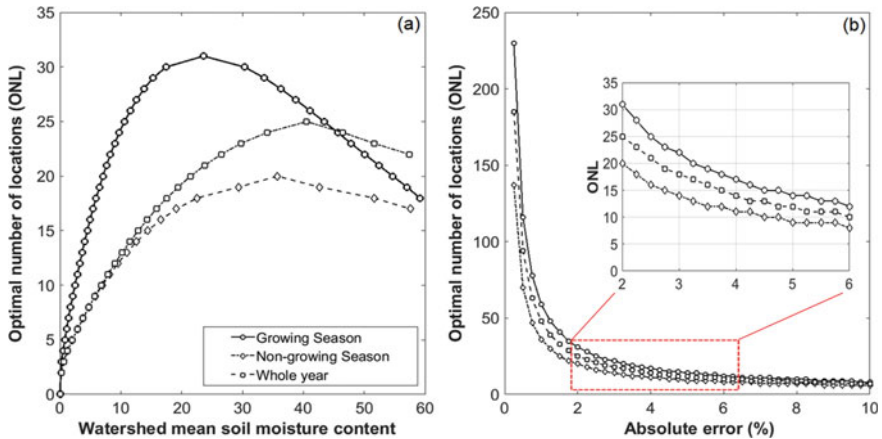 (a)
Optimal number of locations (ONL)
35
30
25
20
15
10
5
0
0 10 20 30 40 50 60
Watershed mean soil moisture content
Growing Season
Non-growing Season
Whole year
(b)
Optimal number of locations (ONL)
250
200
150
100
50
0
0 2 4 6 8 10
Absolute error (%)
ONL
35
30
25
20
15
10
5
0
2 3 4 5 6